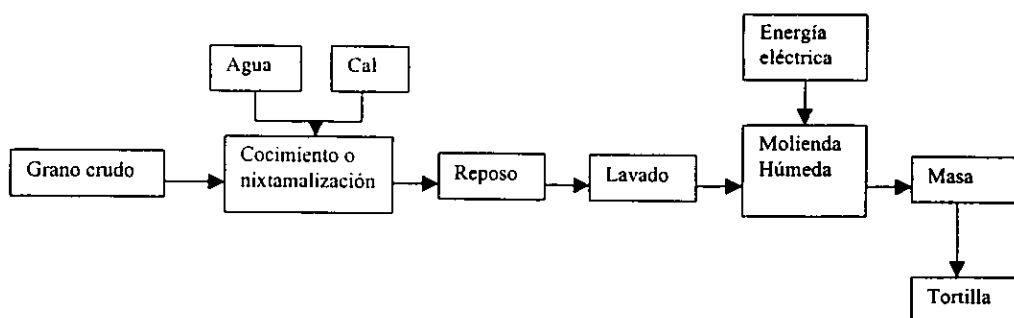 Energía
eléctrica
Agua
Cal
Grano crudo
Cocimiento o
nixtamalización
Reposo
Lavado
Molienda
Húmeda
Masa
Tortilla